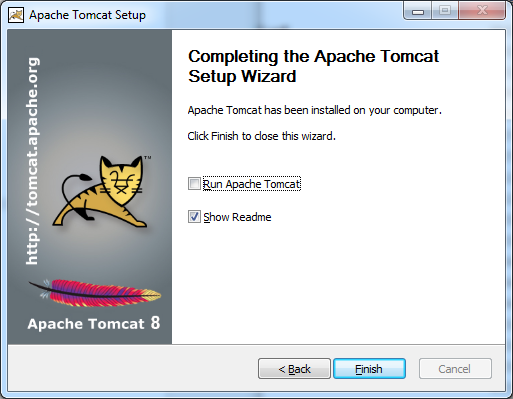 Apache Tomcat Setup
Completing the Apache Tomcat
Setup Wizard
Apache Tomcat has been installed on your computer.
Click Finish to close this wizard.
Run Apache Tomcat
Show Readme
http://tomcat.apache.org
TM
Apache Tomcat 8
< Back
Finish
Cancel